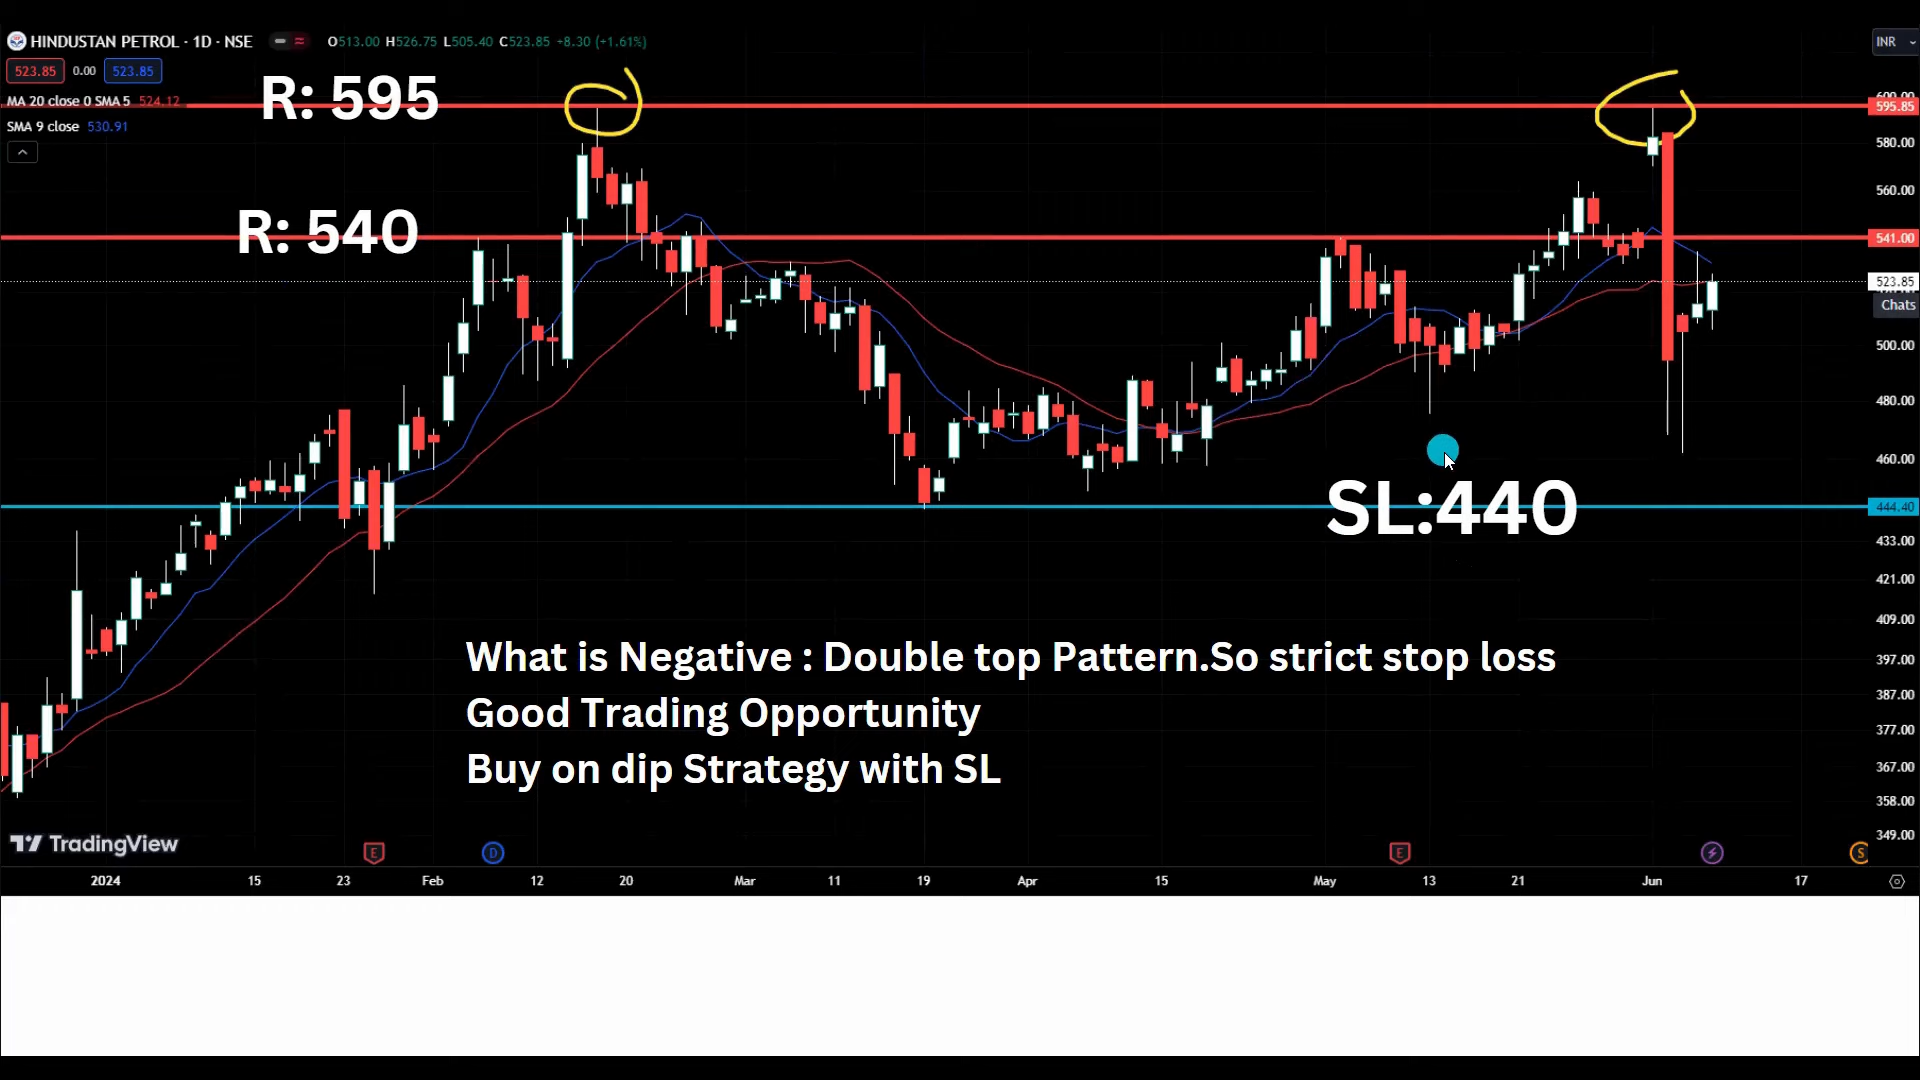 HINDUSTAN PETROL · 1D · NSE
O513.00 H526.75 L505.40 C523.85 +8.30 (+1.61%)
INR
523.85 0.00 523.85
MA 20 close 0 SMA 5 524.12
SMA 9 close 530.91
R: 595
R: 540
600.00
595.85
580.00
560.00
541.00
523.85
Chats
500.00
480.00
460.00
444.40
433.00
421.00
409.00
397.00
387.00
377.00
367.00
358.00
349.00
SL:440
What is Negative : Double top Pattern.So strict stop loss
Good Trading Opportunity
Buy on dip Strategy with SL
TradingView
E D E S
2024 15 23 Feb 12 20 Mar 11 19 Apr 15 May 13 21 Jun 17